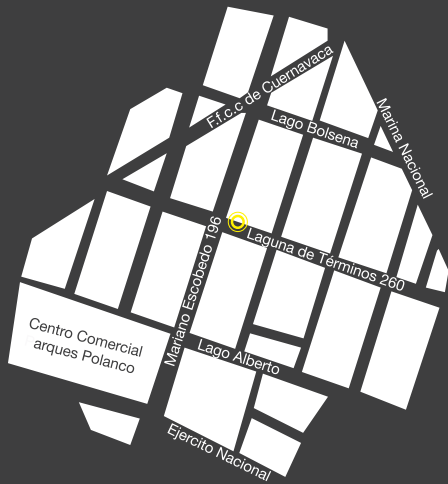 F.f.c.c de Cuernavaca
Lago Bolsena
Marina Nacional
Laguna de Términos 260
Mariano Escobedo 196
Centro Comercial
arques Polanco
Lago Alberto
Ejercito Nacional